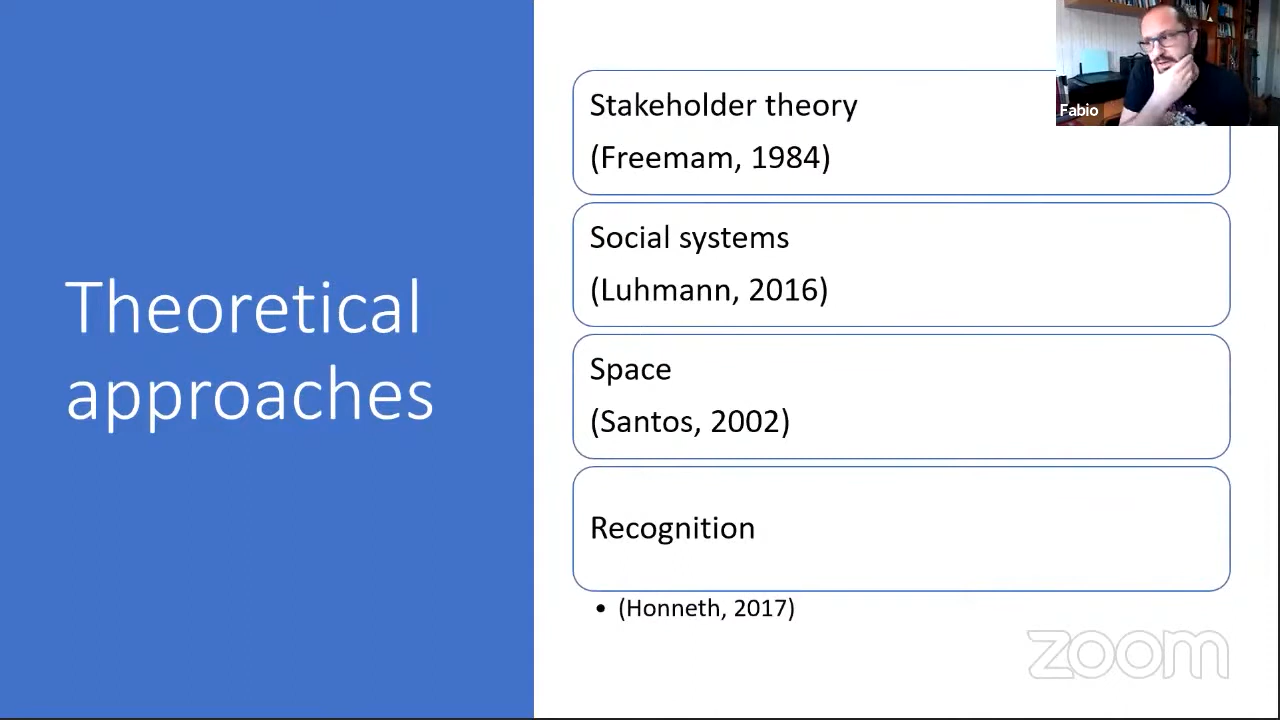 Theoretical
approaches
Stakeholder theory
(Freemam, 1984)
Social systems
(Luhmann, 2016)
Space
(Santos, 2002)
Recognition
• (Honneth, 2017)
Fabio
zoom